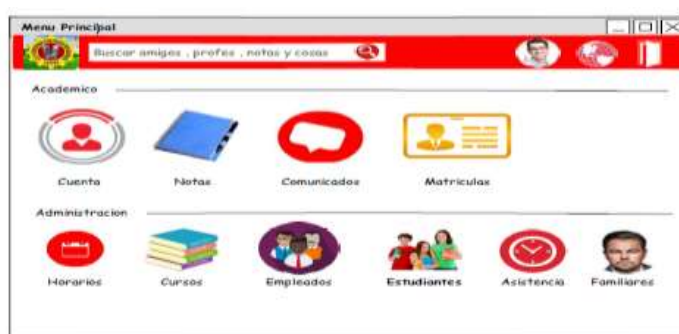 Menu Principal
Buscar amigos , profes , notas y cosas
Academico
Cuenta Notas Comunicados Matriculas
Administracion
Horarios Cursos Empleados Estudiantes Asistencia Familiares